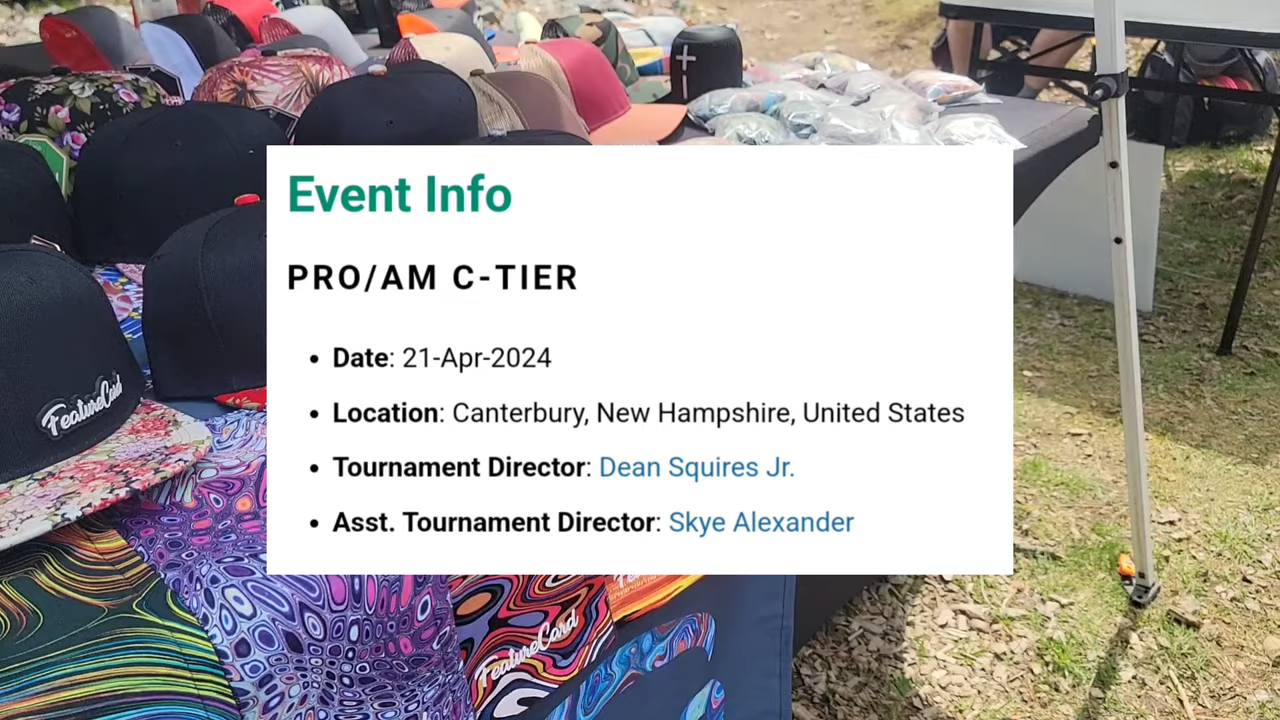 Event Info
PRO/AM C-TIER
• Date: 21-Apr-2024
• Location: Canterbury, New Hampshire, United States
• Tournament Director: Dean Squires Jr.
• Asst. Tournament Director: Skye Alexander
FeatureCard
FeatureCard